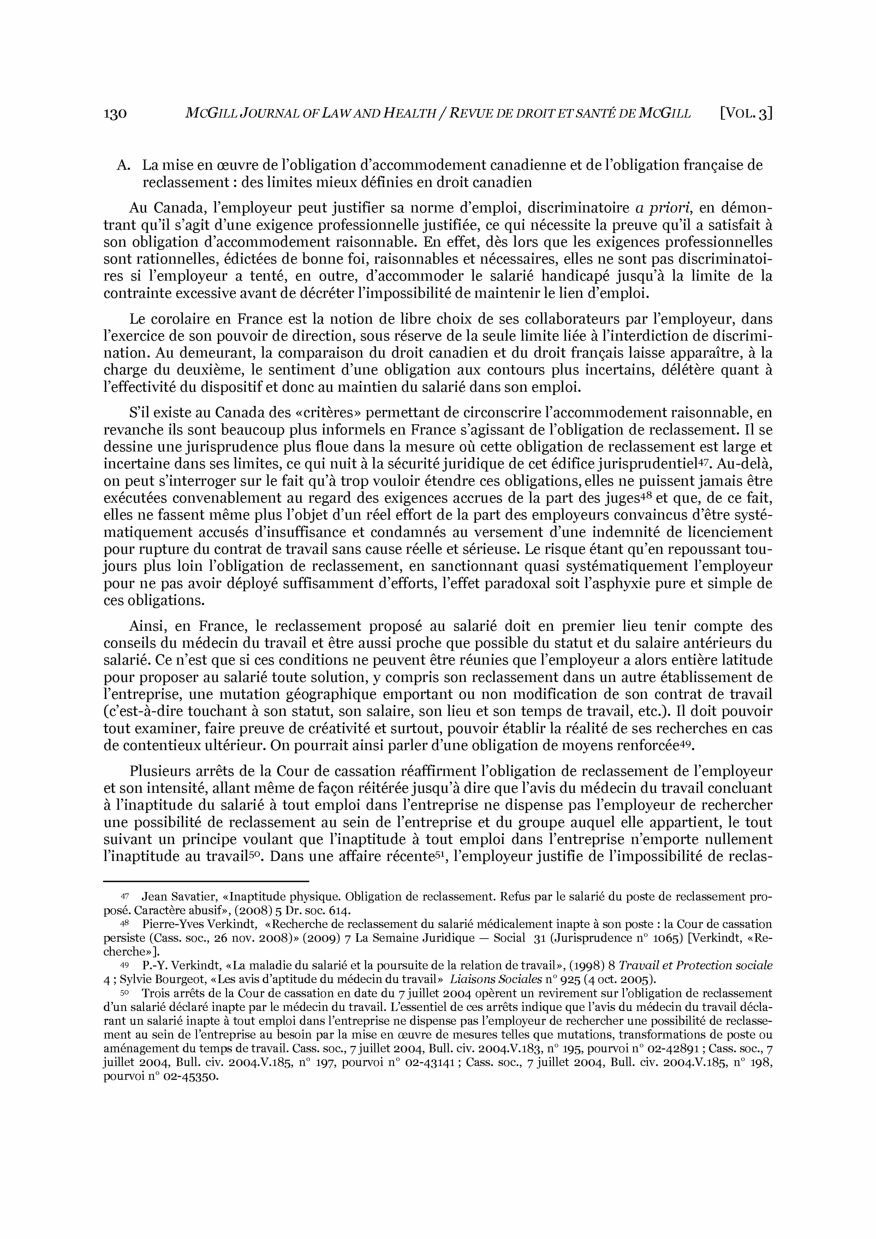 130 MCGILL JOURNAL OF LAW AND HEALTH / REVUE DE DROIT ET SANTÉ DE MCGILL [VOL. 3]
A. La mise en œuvre de l’obligation d’accommodement canadienne et de l’obligation française de
reclassement : des limites mieux définies en droit canadien
Au Canada, l’employeur peut justifier sa norme d’emploi, discriminatoire a priori, en démon-
trant qu’il s’agit d’une exigence professionnelle justifiée, ce qui nécessite la preuve qu’il a satisfait à
son obligation d’accommodement raisonnable. En effet, dès lors que les exigences professionnelles
sont rationnelles, édictées de bonne foi, raisonnables et nécessaires, elles ne sont pas discriminatoi-
res si l’employeur a tenté, en outre, d’accommoder le salarié handicapé jusqu’à la limite de la
contrainte excessive avant de décréter l’impossibilité de maintenir le lien d’emploi.
Le corolaire en France est la notion de libre choix de ses collaborateurs par l’employeur, dans
l’exercice de son pouvoir de direction, sous réserve de la seule limite liée à l’interdiction de discrimi-
nation. Au demeurant, la comparaison du droit canadien et du droit français laisse apparaître, à la
charge du deuxième, le sentiment d’une obligation aux contours plus incertains, délétère quant à
l’effectivité du dispositif et donc au maintien du salarié dans son emploi.
S’il existe au Canada des «critères» permettant de circonscrire l’accommodement raisonnable, en
revanche ils sont beaucoup plus informels en France s’agissant de l’obligation de reclassement. Il se
dessine une jurisprudence plus floue dans la mesure où cette obligation de reclassement est large et
incertaine dans ses limites, ce qui nuit à la sécurité juridique de cet édifice jurisprudentiel47. Au-delà,
on peut s’interroger sur le fait qu’à trop vouloir étendre ces obligations, elles ne puissent jamais être
exécutées convenablement au regard des exigences accrues de la part des juges48 et que, de ce fait,
elles ne fassent même plus l’objet d’un réel effort de la part des employeurs convaincus d’être systé-
matiquement accusés d’insuffisance et condamnés au versement d’une indemnité de licenciement
pour rupture du contrat de travail sans cause réelle et sérieuse. Le risque étant qu’en repoussant tou-
jours plus loin l’obligation de reclassement, en sanctionnant quasi systématiquement l’employeur
pour ne pas avoir déployé suffisamment d’efforts, l’effet paradoxal soit l’asphyxie pure et simple de
ces obligations.
Ainsi, en France, le reclassement proposé au salarié doit en premier lieu tenir compte des
conseils du médecin du travail et être aussi proche que possible du statut et du salaire antérieurs du
salarié. Ce n’est que si ces conditions ne peuvent être réunies que l’employeur a alors entière latitude
pour proposer au salarié toute solution, y compris son reclassement dans un autre établissement de
l’entreprise, une mutation géographique emportant ou non modification de son contrat de travail
(c’est-à-dire touchant à son statut, son salaire, son lieu et son temps de travail, etc.). Il doit pouvoir
tout examiner, faire preuve de créativité et surtout, pouvoir établir la réalité de ses recherches en cas
de contentieux ultérieur. On pourrait ainsi parler d’une obligation de moyens renforcée49.
Plusieurs arrêts de la Cour de cassation réaffirment l’obligation de reclassement de l’employeur
et son intensité, allant même de façon réitérée jusqu’à dire que l’avis du médecin du travail concluant
à l’inaptitude du salarié à tout emploi dans l’entreprise ne dispense pas l’employeur de rechercher
une possibilité de reclassement au sein de l’entreprise et du groupe auquel elle appartient, le tout
suivant un principe voulant que l’inaptitude à tout emploi dans l’entreprise n’emporte nullement
l’inaptitude au travail50. Dans une affaire récente51, l’employeur justifie de l’impossibilité de reclas-
47 Jean Savatier, «Inaptitude physique. Obligation de reclassement. Refus par le salarié du poste de reclassement pro-
posé. Caractère abusif», (2008) 5 Dr. soc. 614.
48 Pierre-Yves Verkindt, «Recherche de reclassement du salarié médicalement inapte à son poste : la Cour de cassation
persiste (Cass. soc., 26 nov. 2008)» (2009) 7 La Semaine Juridique — Social 31 (Jurisprudence n° 1065) [Verkindt, «Re-
cherche»].
49 P.-Y. Verkindt, «La maladie du salarié et la poursuite de la relation de travail», (1998) 8 Travail et Protection sociale
4 ; Sylvie Bourgeot, «Les avis d’aptitude du médecin du travail» Liaisons Sociales n° 925 (4 oct. 2005).
50 Trois arrêts de la Cour de cassation en date du 7 juillet 2004 opèrent un revirement sur l’obligation de reclassement
d’un salarié déclaré inapte par le médecin du travail. L’essentiel de ces arrêts indique que l’avis du médecin du travail décla-
rant un salarié inapte à tout emploi dans l’entreprise ne dispense pas l’employeur de rechercher une possibilité de reclasse-
ment au sein de l’entreprise au besoin par la mise en œuvre de mesures telles que mutations, transformations de poste ou
aménagement du temps de travail. Cass. soc., 7 juillet 2004, Bull. civ. 2004.V.183, n° 195, pourvoi n° 02-42891 ; Cass. soc., 7
juillet 2004, Bull. civ. 2004.V.185, n° 197, pourvoi n° 02-43141 ; Cass. soc., 7 juillet 2004, Bull. civ. 2004.V.185, n° 198,
pourvoi n° 02-45350.